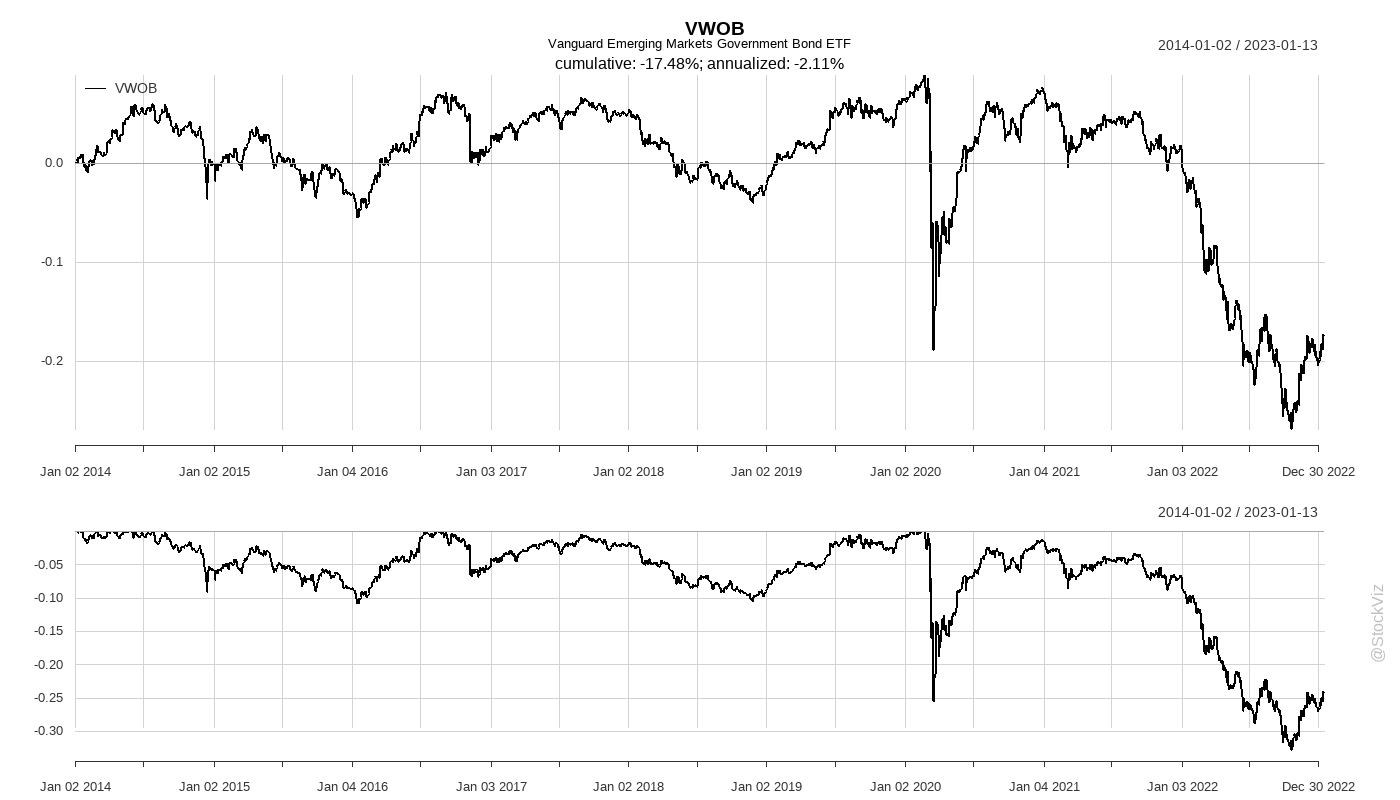 VWOB
Vanguard Emerging Markets Government Bond ETF
cumulative: -17.48%; annualized: -2.11%
2014-01-02 / 2023-01-13
VWOB
0.0
-0.1
-0.2
Jan 02 2014 Jan 02 2015 Jan 04 2016 Jan 03 2017 Jan 02 2018 Jan 02 2019 Jan 02 2020 Jan 04 2021 Jan 03 2022 Dec 30 2022
2014-01-02 / 2023-01-13
-0.05
-0.10
-0.15
-0.20
-0.25
-0.30
Jan 02 2014 Jan 02 2015 Jan 04 2016 Jan 03 2017 Jan 02 2018 Jan 02 2019 Jan 02 2020 Jan 04 2021 Jan 03 2022 Dec 30 2022
@StockViz